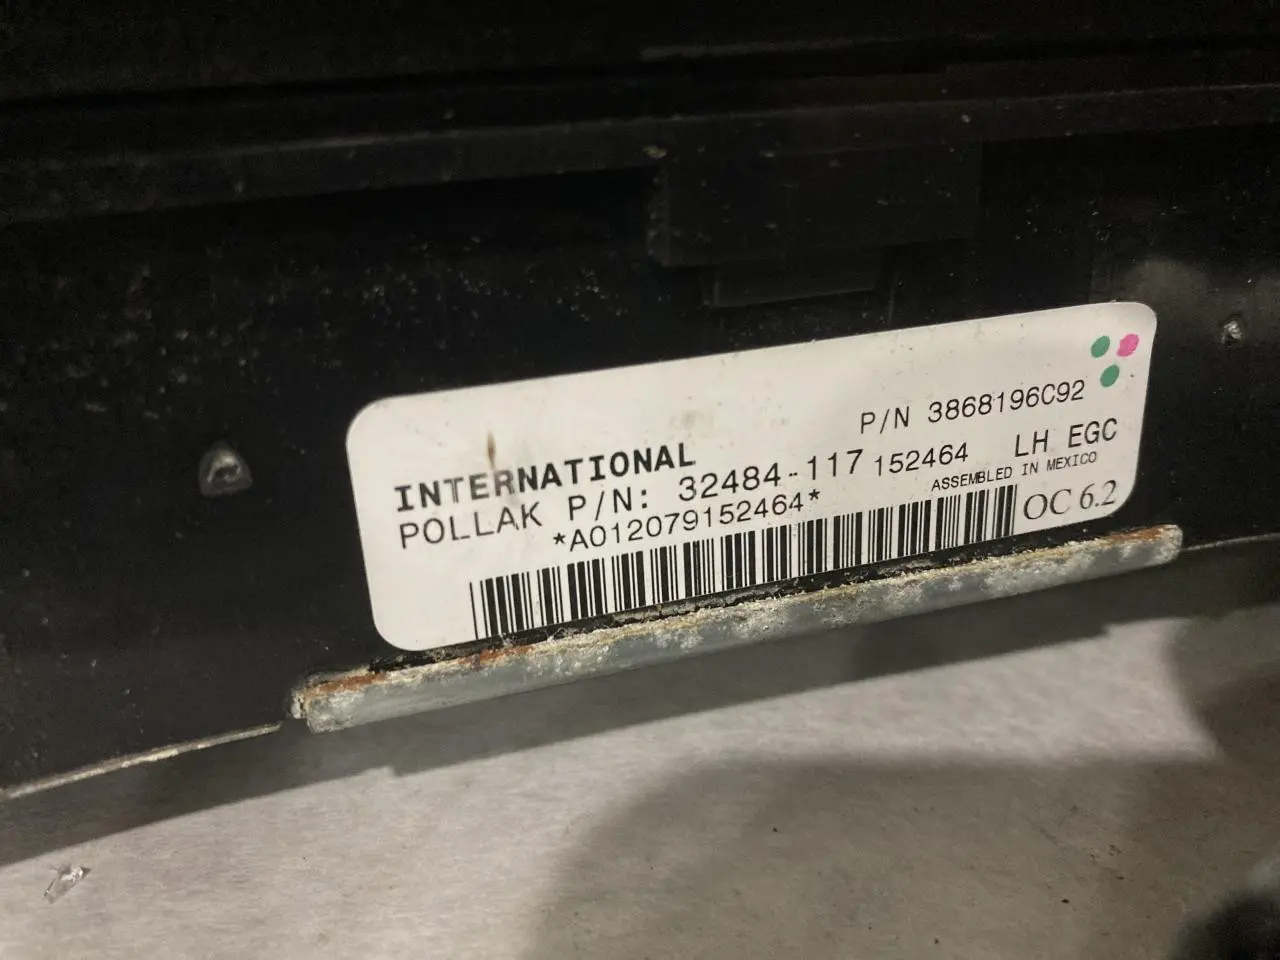 P/N 3868196C92
INTERNATIONAL
LH EGC
POLLAK P/N: 32484-117 152464
ASSEMBLED IN MEXICO
*A012079152464*
OC 6.2